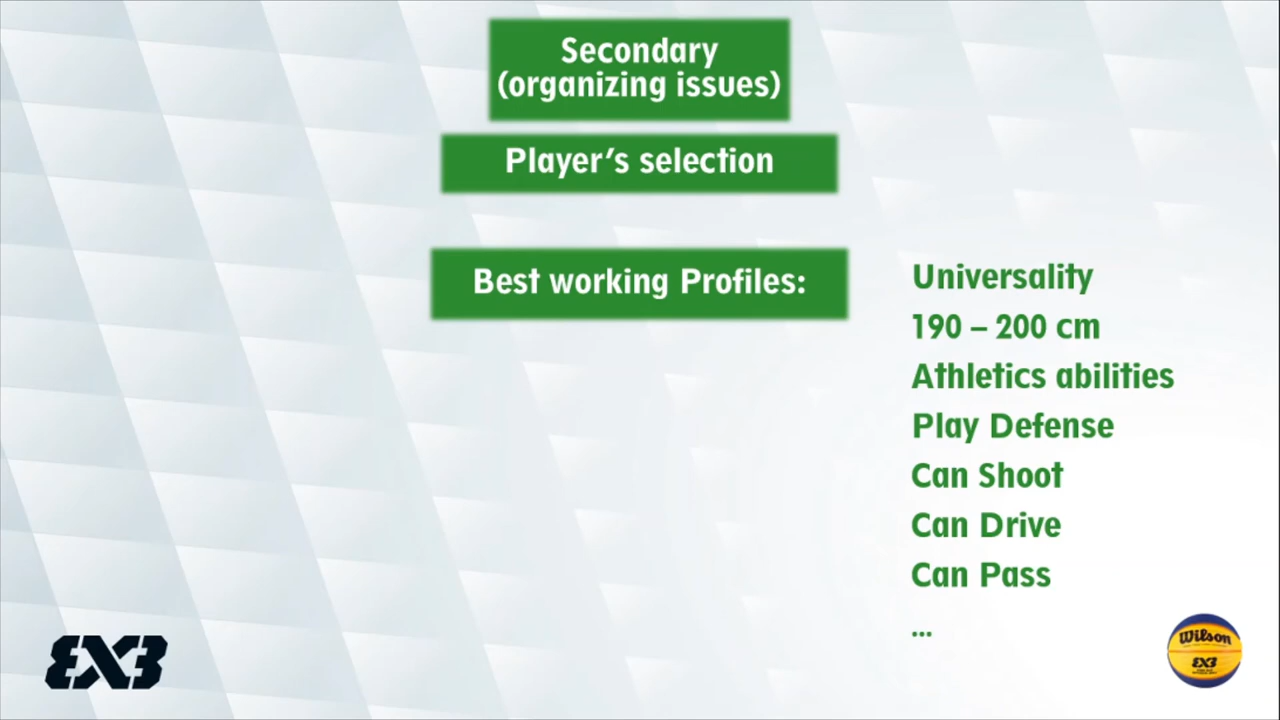 Secondary
(organizing issues)
Player’s selection
Best working Profiles:
Universality
190 – 200 cm
Athletics abilities
Play Defense
Can Shoot
Can Drive
Can Pass
...
3X3
Wilson
3X3